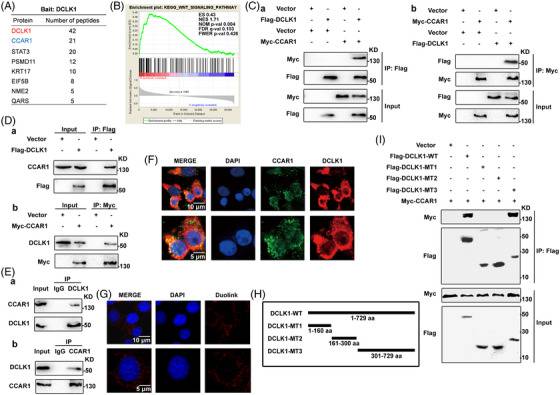 (A)
Bait: DCLK1
Protein Number of peptides
DCLK1 42
CCAR1 21
STAT3 20
PSMD11 12
KRT17 10
EIF5B 8
NME2 5
QARS 5
(B)
Enrichment plot: KEGG_WNT_SIGNALING_PATHWAY
ES 0.43
NES 1.71
NOM p-val 0.004
FDR p-val 0.103
FWER p-val 0.428
(C)
a
Vector + + - -
Flag-DCLK1
Vector
Myc-CCAR1
KD
Myc
130
Flag
50
IP: Flag
Myc
130
Flag
50
Input
b
Vector
Myc-CCAR1
Vector
Flag-DCLK1
KD
Flag
50
Myc
130
IP: Myc
Flag
50
Myc
130
Input
(D)
a
Input IP: Flag
Vector + - + -
Flag-DCLK1 - + - +
KD
CCAR1
130
Flag
50
b
Input IP: Myc
Vector + - + -
Myc-CCAR1 - + - +
KD
DCLK1
50
Myc
130
(E)
a
IP
Input IgG DCLK1
KD
CCAR1
130
DCLK1
50
b
IP
Input IgG CCAR1
KD
DCLK1
50
CCAR1
130
(F)
MERGE DAPI CCAR1 DCLK1
10 μm
5 μm
(G)
MERGE DAPI Duolink
10 μm
5 μm
(H)
DCLK1-WT
1-729 aa
DCLK1-MT1
1-160 aa
DCLK1-MT2
161-300 aa
DCLK1-MT3
301-729 aa
(I)
Vector
Flag-DCLK1-WT
Flag-DCLK1-MT1
Flag-DCLK1-MT2
Flag-DCLK1-MT3
Myc-CCAR1
KD
Myc
130
Flag
50
25
15
IP: Flag
Myc
130
Flag
50
25
15
Input